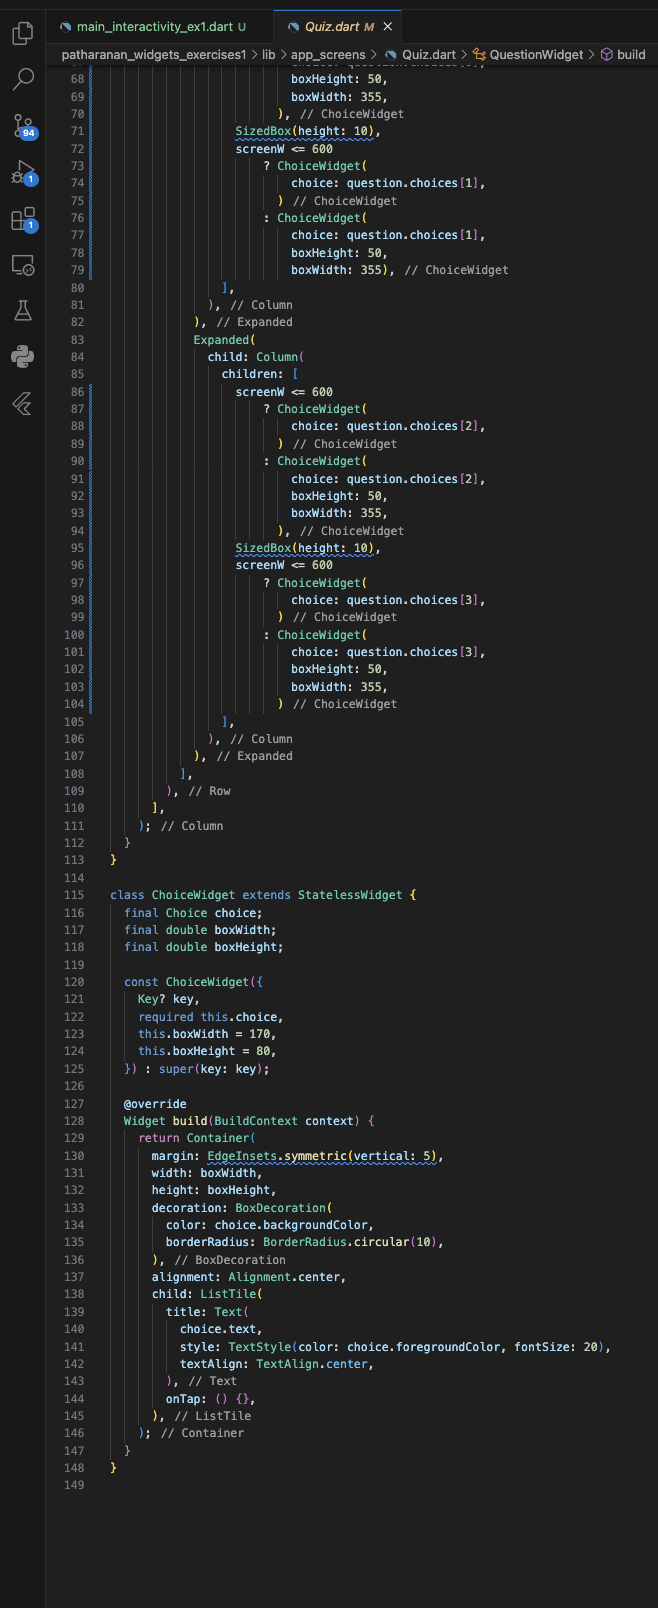 main_interactivity_ex1.dart U
Quiz.dart M
patharanan_widgets_exercises1 > lib > app_screens > Quiz.dart > QuestionWidget > build
94
1
1
68 boxHeight: 50,
69 boxWidth: 355,
70 ), // ChoiceWidget
71 SizedBox(height: 10),
72 screenW <= 600
73 ? ChoiceWidget(
74 choice: question.choices[1],
75 ) // ChoiceWidget
76 : ChoiceWidget(
77 choice: question.choices[1],
78 boxHeight: 50,
79 boxWidth: 355), // ChoiceWidget
80 ],
81 ), // Column
82 ), // Expanded
83 Expanded(
84 child: Column(
85 children: [
86 screenW <= 600
87 ? ChoiceWidget(
88 choice: question.choices[2],
89 ) // ChoiceWidget
90 : ChoiceWidget(
91 choice: question.choices[2],
92 boxHeight: 50,
93 boxWidth: 355,
94 ), // ChoiceWidget
95 SizedBox(height: 10),
96 screenW <= 600
97 ? ChoiceWidget(
98 choice: question.choices[3],
99 ) // ChoiceWidget
100 : ChoiceWidget(
101 choice: question.choices[3],
102 boxHeight: 50,
103 boxWidth: 355,
104 ) // ChoiceWidget
105 ],
106 ), // Column
107 ), // Expanded
108 ],
109 ), // Row
110 ],
111 ); // Column
112 }
113 }
114
115 class ChoiceWidget extends StatelessWidget {
116 final Choice choice;
117 final double boxWidth;
118 final double boxHeight;
119
120 const ChoiceWidget({
121 Key? key,
122 required this.choice,
123 this.boxWidth = 170,
124 this.boxHeight = 80,
125 }) : super(key: key);
126
127 @override
128 Widget build(BuildContext context) {
129 return Container(
130 margin: EdgeInsets.symmetric(vertical: 5),
131 width: boxWidth,
132 height: boxHeight,
133 decoration: BoxDecoration(
134 color: choice.backgroundColor,
135 borderRadius: BorderRadius.circular(10),
136 ), // BoxDecoration
137 alignment: Alignment.center,
138 child: ListTile(
139 title: Text(
140 choice.text,
141 style: TextStyle(color: choice.foregroundColor, fontSize: 20),
142 textAlign: TextAlign.center,
143 ), // Text
144 onTap: () {},
145 ), // ListTile
146 ); // Container
147 }
148 }
149